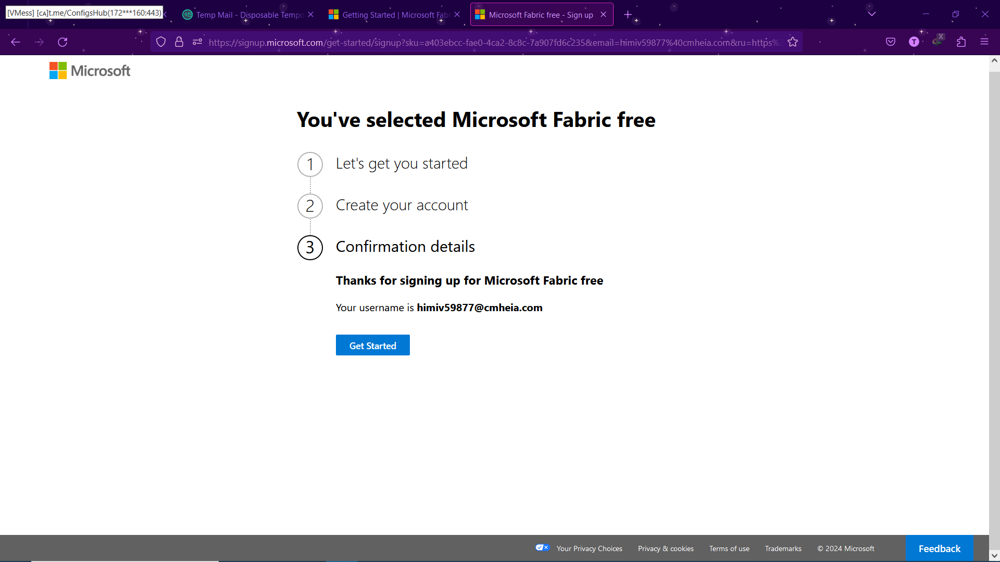 [VMess] [cᴀ]t.me/ConfigsHub(172***160:443)
Temp Mail - Disposable Tempo
Getting Started | Microsoft Fabr
Microsoft Fabric free - Sign up
https://signup.microsoft.com/get-started/signup?sku=a403ebcc-fae0-4ca2-8c8c-7a907fd6c235&email=himiv59877%40cmheia.com&ru=https%3
T
X
Microsoft
You've selected Microsoft Fabric free
1
Let's get you started
2
Create your account
3
Confirmation details
Thanks for signing up for Microsoft Fabric free
Your username is himiv59877@cmheia.com
Get Started
Your Privacy Choices
Privacy & cookies
Terms of use
Trademarks
© 2024 Microsoft
Feedback